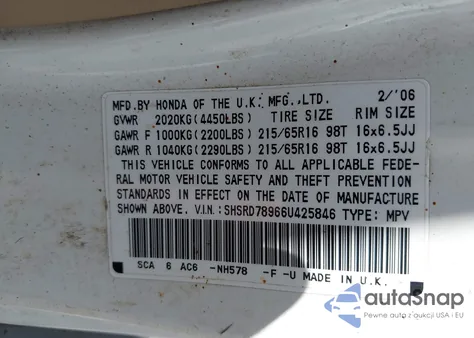 MFD.BY HONDA OF THE U.K. MFG.,LTD. 2/'06
GVWR 2020KG(4450LBS) TIRE SIZE RIM SIZE
GAWR F 1000KG(2200LBS) 215/65R16 98T 16x6.5JJ
GAWR R 1040KG(2290LBS) 215/65R16 98T 16x6.5JJ
THIS VEHICLE CONFORMS TO ALL APPLICABLE FEDE-
RAL MOTOR VEHICLE SAFETY AND THEFT PREVENTION
STANDARDS IN EFFECT ON THE DATE OF MANUFACTURE
SHOWN ABOVE. V.I.N.:SHSRD78966U425846 TYPE: MPV
SCA 6 AC6 -NH578 -F -U MADE IN U.K.
autoSnap
Pewne auto z aukcji USA i EU